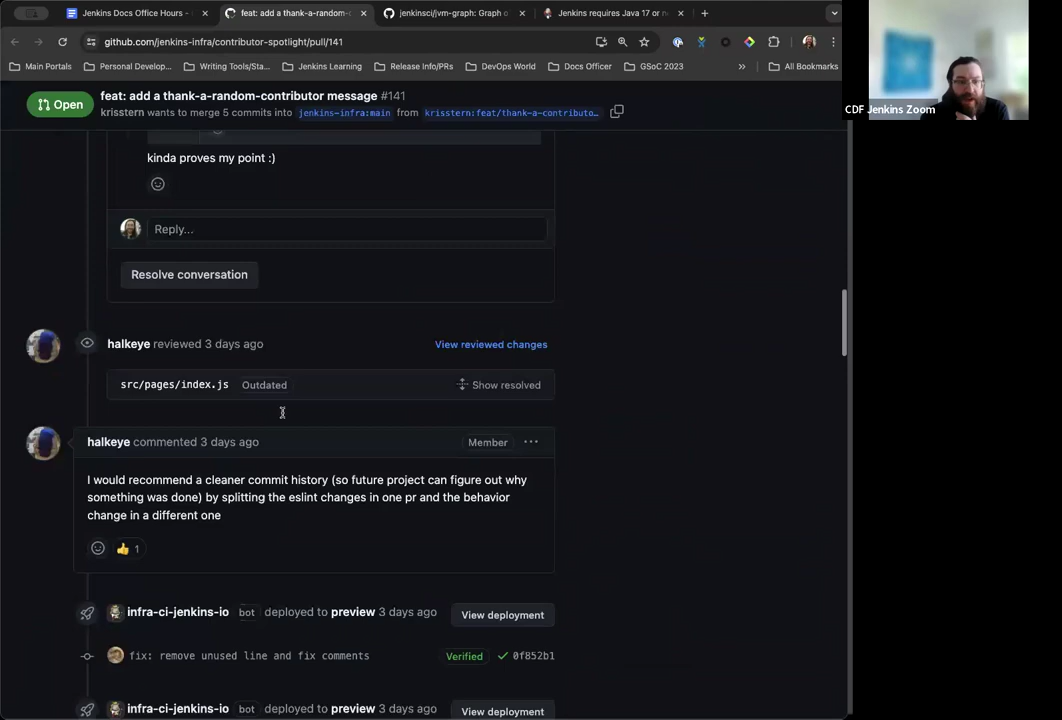 Jenkins Docs Office Hours -
feat: add a thank-a-random-c
jenkinsci/jvm-graph: Graph o
Jenkins requires Java 17 or n
github.com/jenkins-infra/contributor-spotlight/pull/141
Main Portals
Personal Develop...
Writing Tools/Sta...
Jenkins Learning
Release Info/PRs
DevOps World
Docs Officer
GSoC 2023
»
All Bookmarks
Open
feat: add a thank-a-random-contributor message #141
krisstern wants to merge 5 commits into jenkins-infra:main from krisstern:feat/thank-a-contributo…
CDF Jenkins Zoom
kinda proves my point :)
Reply...
Resolve conversation
halkeye reviewed 3 days ago
View reviewed changes
src/pages/index.js Outdated
Show resolved
halkeye commented 3 days ago
Member
I would recommend a cleaner commit history (so future project can figure out why
something was done) by splitting the eslint changes in one pr and the behavior
change in a different one
👍 1
infra-ci-jenkins-io bot deployed to preview 3 days ago
View deployment
fix: remove unused line and fix comments
Verified
0f852b1
infra-ci-jenkins-io bot deployed to preview 3 days ago
View deployment